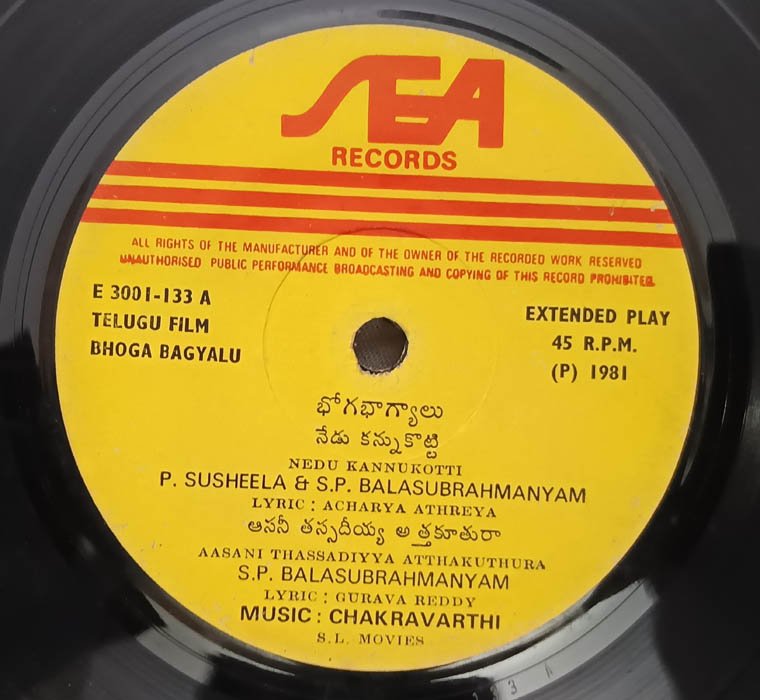 SEA
RECORDS
ALL RIGHTS OF THE MANUFACTURER AND OF THE OWNER OF THE RECORDED WORK RESERVED
UNAUTHORISED PUBLIC PERFORMANCE BROADCASTING AND COPYING OF THIS RECORD PROHIBITED
E 3001-133 A
TELUGU FILM
BHOGA BAGYALU
EXTENDED PLAY
45 R.P.M.
(P) 1981
భోగభాగ్యాలు
నేడు కన్నుకొట్టి
NEDU KANNUKOTTI
P. SUSHEELA & S.P. BALASUBRAHMANYAM
LYRIC : ACHARYA ATHREYA
ఆసనీ తస్సదీయ్య అత్తకూతురా
AASANI THASSADIYYA ATTHAKUTHURA
S.P. BALASUBRAHMANYAM
LYRIC : GURAVA REDDY
MUSIC : CHAKRAVARTHI
S.L. MOVIES